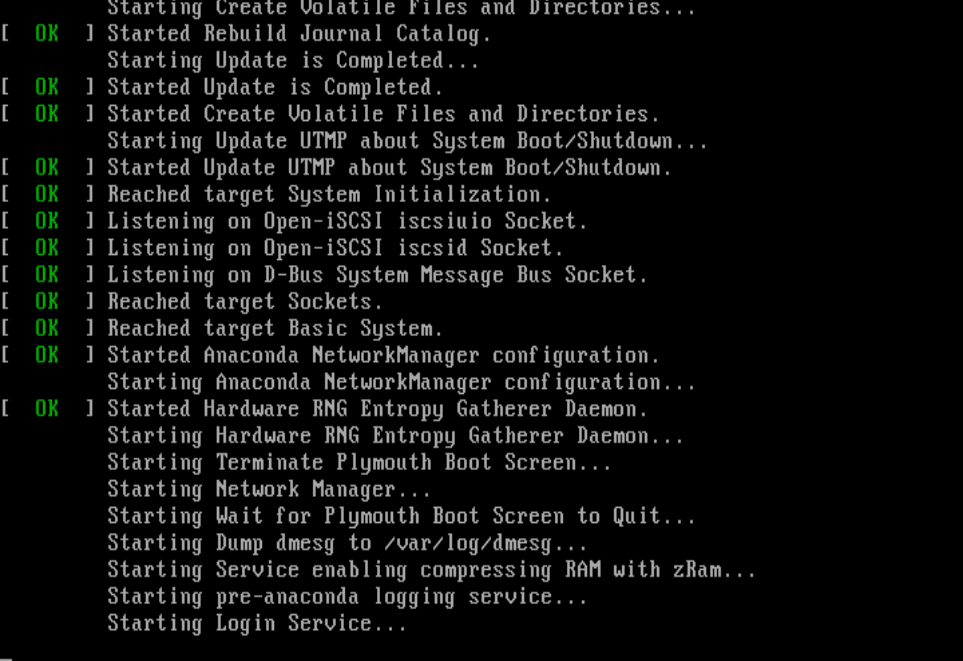 Starting Create Volatile Files and Directories...
[  OK  ] Started Rebuild Journal Catalog.
Starting Update is Completed...
[  OK  ] Started Update is Completed.
[  OK  ] Started Create Volatile Files and Directories.
Starting Update UTMP about System Boot/Shutdown...
[  OK  ] Started Update UTMP about System Boot/Shutdown.
[  OK  ] Reached target System Initialization.
[  OK  ] Listening on Open-iSCSI iscsiuio Socket.
[  OK  ] Listening on Open-iSCSI iscsid Socket.
[  OK  ] Listening on D-Bus System Message Bus Socket.
[  OK  ] Reached target Sockets.
[  OK  ] Reached target Basic System.
[  OK  ] Started Anaconda NetworkManager configuration.
Starting Anaconda NetworkManager configuration...
[  OK  ] Started Hardware RNG Entropy Gatherer Daemon.
Starting Hardware RNG Entropy Gatherer Daemon...
Starting Terminate Plymouth Boot Screen...
Starting Network Manager...
Starting Wait for Plymouth Boot Screen to Quit...
Starting Dump dmesg to /var/log/dmesg...
Starting Service enabling compressing RAM with zRam...
Starting pre-anaconda logging service...
Starting Login Service...